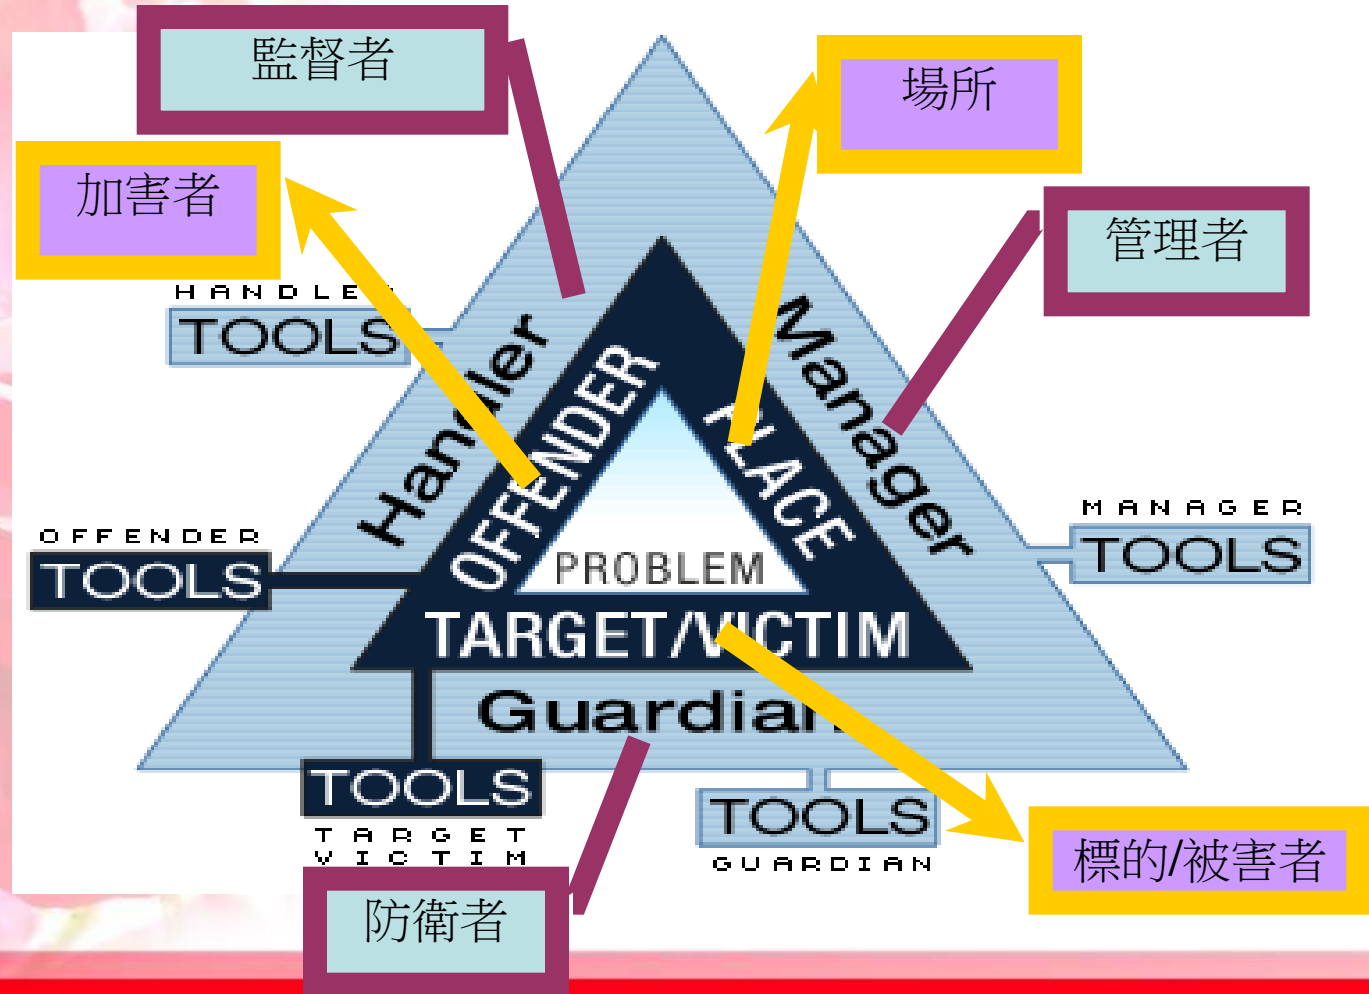 監督者
場所
加害者
管理者
HANDLER
TOOLS
Handler
Manager
OFFENDER
PLACE
OFFENDER
TOOLS
MANAGER
TOOLS
PROBLEM
TARGET/VICTIM
Guardian
TOOLS
TARGET
VICTIM
TOOLS
GUARDIAN
標的/被害者
防衛者